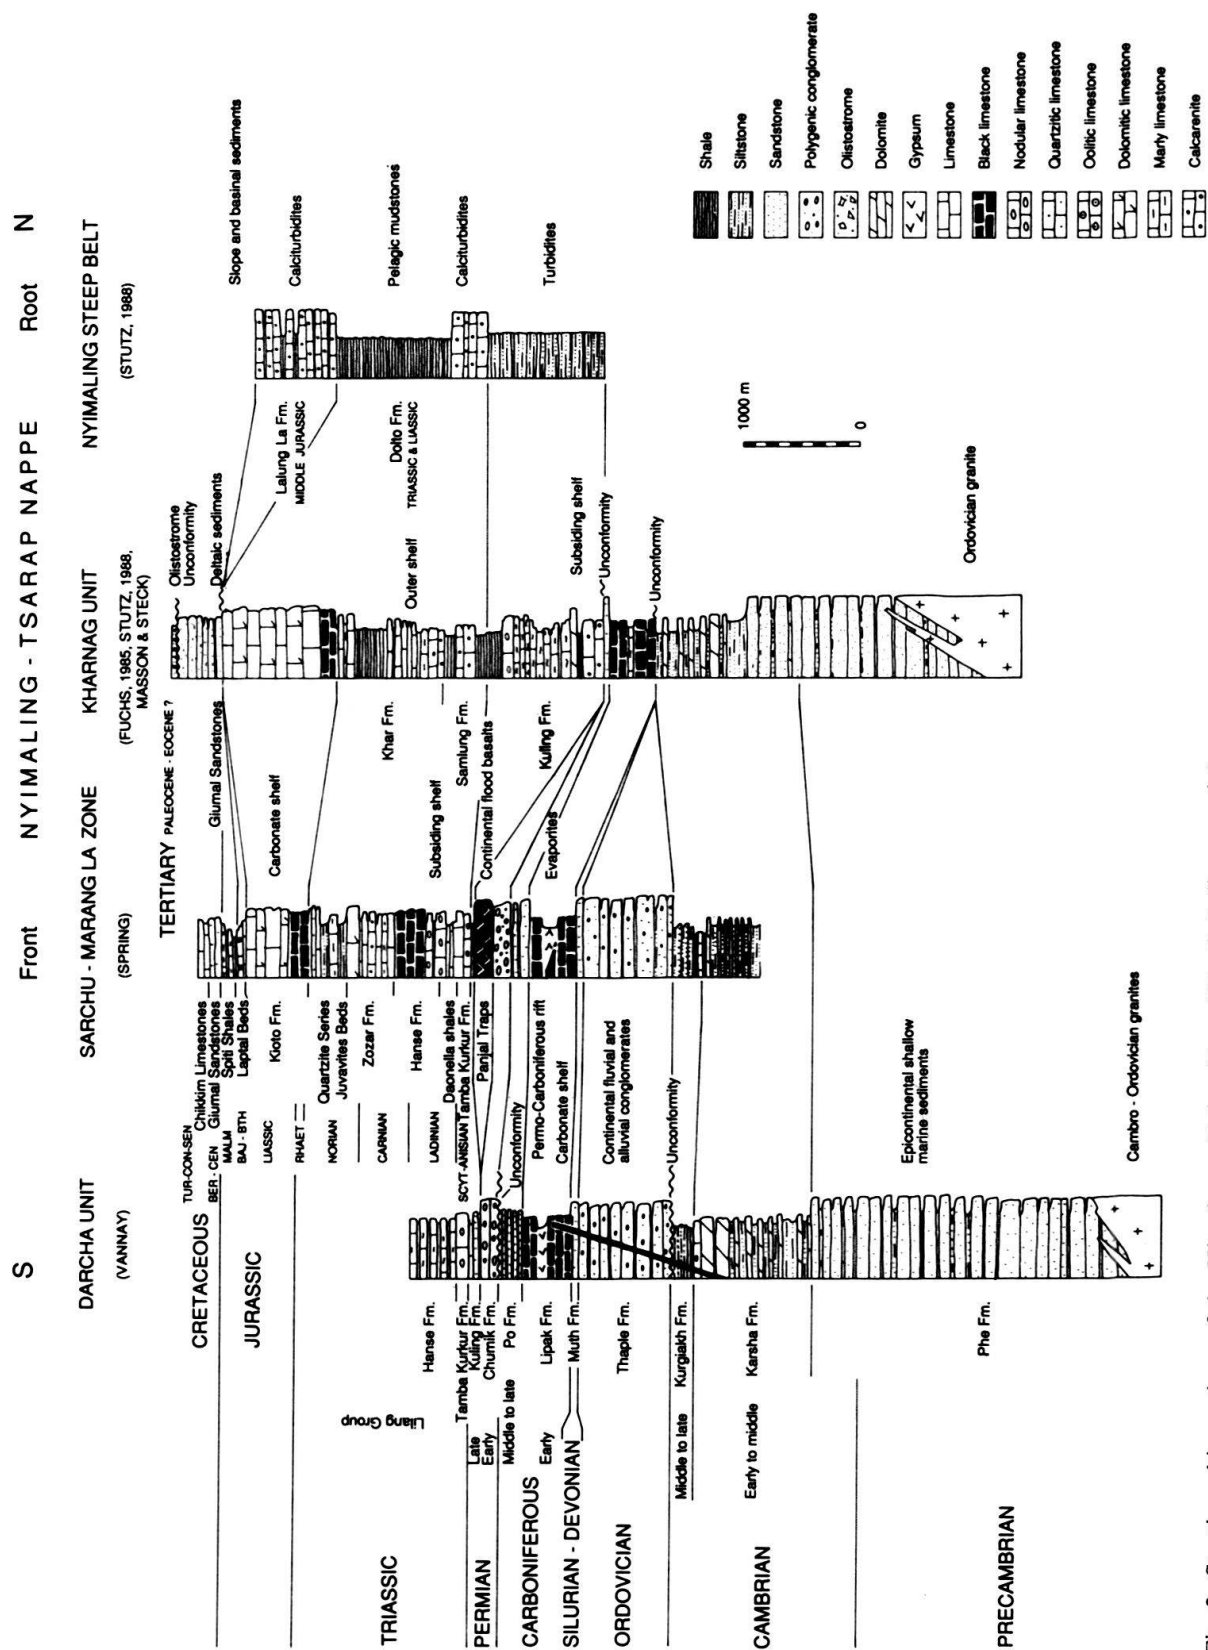 S Front NYIMALING - TSARAP NAPPE Root N
DARCHA UNIT
(VANNAY)
SARCHU - MARANG LA ZONE
(SPRING)
KHARNAG UNIT
(FUCHS, 1985, STUTZ, 1988,
MASSON & STECK)
NYIMALING STEEP BELT
(STUTZ, 1988)
TERTIARY PALEOCENE - EOCENE ?
CRETACEOUS
JURASSIC
TRIASSIC
PERMIAN
CARBONIFEROUS
SILURIAN - DEVONIAN
ORDOVICIAN
CAMBRIAN
PRECAMBRIAN
Lilang Group
Late
Early
Middle to late
Early
Middle to late
Early to middle
Hanse Fm.
Tamba Kurkur Fm.
Kuling Fm.
Chumik Fm.
Po Fm.
Lipak Fm.
Muth Fm.
Thaple Fm.
Kurgiakh Fm.
Karsha Fm.
Phe Fm.
TUR-CON-SEN
BER - CEN
MALM
BAJ - BTH
LIASSIC
RHAET
NORIAN
CARNIAN
LADINIAN
SCYT-ANISIAN
Chikkim Limestones
Giumal Sandstones
Spiti Shales
Laptal Beds
Kioto Fm.
Quartzite Series
Juvavites Beds
Zozar Fm.
Hanse Fm.
Daonella shales
Tamba Kurkur Fm.
Panjal Traps
Unconformity
Permo-Carboniferous rift
Carbonate shelf
Continental fluvial and
alluvial conglomerates
Unconformity
Epicontinental shallow
marine sediments
Cambro - Ordovician granites
Giumal Sandstones
Carbonate shelf
Subsiding shelf
Continental flood basalts
Evaporites
Khar Fm.
Samlung Fm.
Kuling Fm.
Olistostrome
Unconformity
Deltaic sediments
Outer shelf
Subsiding shelf
Unconformity
Unconformity
Ordovician granite
Lalung La Fm.
MIDDLE JURASSIC
Dolto Fm.
TRIASSIC & LIASSIC
1000 m
0
Slope and basinal sediments
Calciturbidites
Pelagic mudstones
Calciturbidites
Turbidites
Shale
Siltstone
Sandstone
Polygenic conglomerate
Olistostrome
Dolomite
Gypsum
Limestone
Black limestone
Nodular limestone
Quartzitic limestone
Oolitic limestone
Dolomitic limestone
Marly limestone
Calcarenite